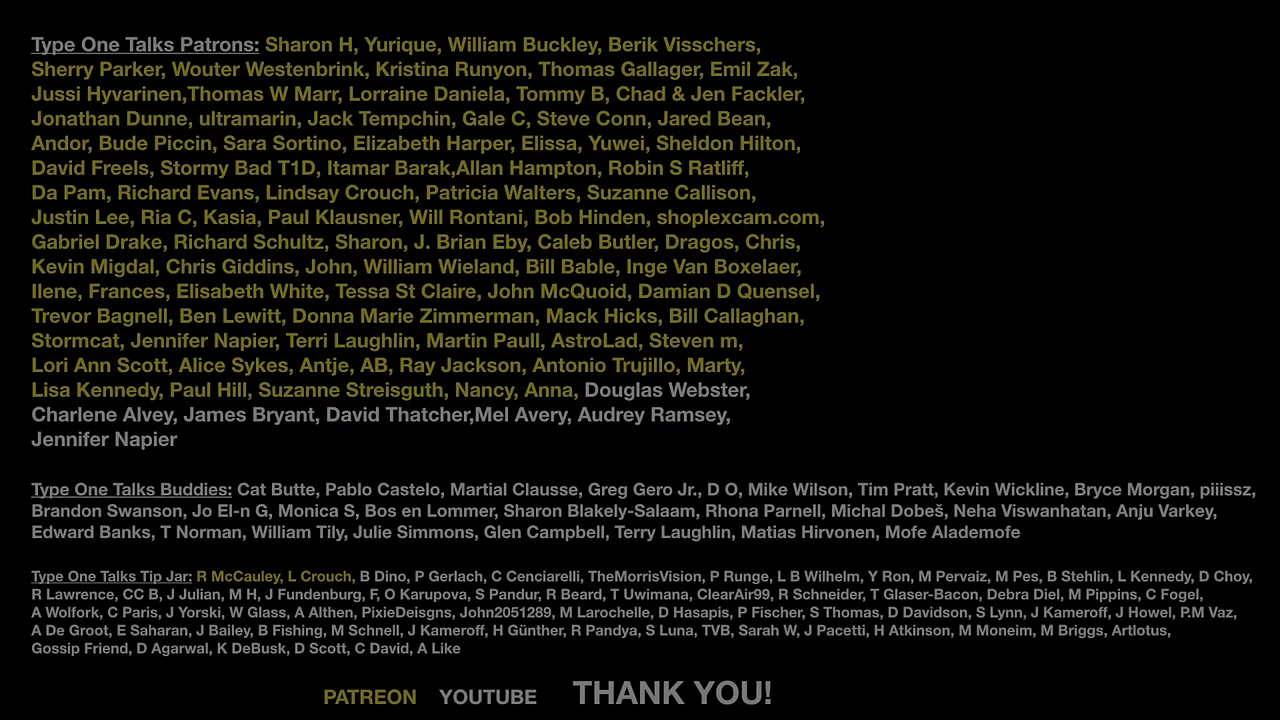 Type One Talks Patrons: Sharon H, Yurique, William Buckley, Berik Visschers,
Sherry Parker, Wouter Westenbrink, Kristina Runyon, Thomas Gallager, Emil Zak,
Jussi Hyvarinen,Thomas W Marr, Lorraine Daniela, Tommy B, Chad & Jen Fackler,
Jonathan Dunne, ultramarin, Jack Tempchin, Gale C, Steve Conn, Jared Bean,
Andor, Bude Piccin, Sara Sortino, Elizabeth Harper, Elissa, Yuwei, Sheldon Hilton,
David Freels, Stormy Bad T1D, Itamar Barak,Allan Hampton, Robin S Ratliff,
Da Pam, Richard Evans, Lindsay Crouch, Patricia Walters, Suzanne Callison,
Justin Lee, Ria C, Kasia, Paul Klausner, Will Rontani, Bob Hinden, shoplexcam.com,
Gabriel Drake, Richard Schultz, Sharon, J. Brian Eby, Caleb Butler, Dragos, Chris,
Kevin Migdal, Chris Giddins, John, William Wieland, Bill Bable, Inge Van Boxelaer,
Ilene, Frances, Elisabeth White, Tessa St Claire, John McQuoid, Damian D Quensel,
Trevor Bagnell, Ben Lewitt, Donna Marie Zimmerman, Mack Hicks, Bill Callaghan,
Stormcat, Jennifer Napier, Terri Laughlin, Martin Paull, AstroLad, Steven m,
Lori Ann Scott, Alice Sykes, Antje, AB, Ray Jackson, Antonio Trujillo, Marty,
Lisa Kennedy, Paul Hill, Suzanne Streisguth, Nancy, Anna, Douglas Webster,
Charlene Alvey, James Bryant, David Thatcher,Mel Avery, Audrey Ramsey,
Jennifer Napier
Type One Talks Buddies: Cat Butte, Pablo Castelo, Martial Clausse, Greg Gero Jr., D O, Mike Wilson, Tim Pratt, Kevin Wickline, Bryce Morgan, piiissz,
Brandon Swanson, Jo El-n G, Monica S, Bos en Lommer, Sharon Blakely-Salaam, Rhona Parnell, Michal Dobeš, Neha Viswanhatan, Anju Varkey,
Edward Banks, T Norman, William Tily, Julie Simmons, Glen Campbell, Terry Laughlin, Matias Hirvonen, Mofe Alademofe
Type One Talks Tip Jar: R McCauley, L Crouch, B Dino, P Gerlach, C Cenciarelli, TheMorrisVision, P Runge, L B Wilhelm, Y Ron, M Pervaiz, M Pes, B Stehlin, L Kennedy, D Choy,
R Lawrence, CC B, J Julian, M H, J Fundenburg, F, O Karupova, S Pandur, R Beard, T Uwimana, ClearAir99, R Schneider, T Glaser-Bacon, Debra Diel, M Pippins, C Fogel,
A Wolfork, C Paris, J Yorski, W Glass, A Althen, PixieDeisgns, John2051289, M Larochelle, D Hasapis, P Fischer, S Thomas, D Davidson, S Lynn, J Kameroff, J Howel, P.M Vaz,
A De Groot, E Saharan, J Bailey, B Fishing, M Schnell, J Kameroff, H Günther, R Pandya, S Luna, TVB, Sarah W, J Pacetti, H Atkinson, M Moneim, M Briggs, Artlotus,
Gossip Friend, D Agarwal, K DeBusk, D Scott, C David, A Like
PATREON YOUTUBE THANK YOU!